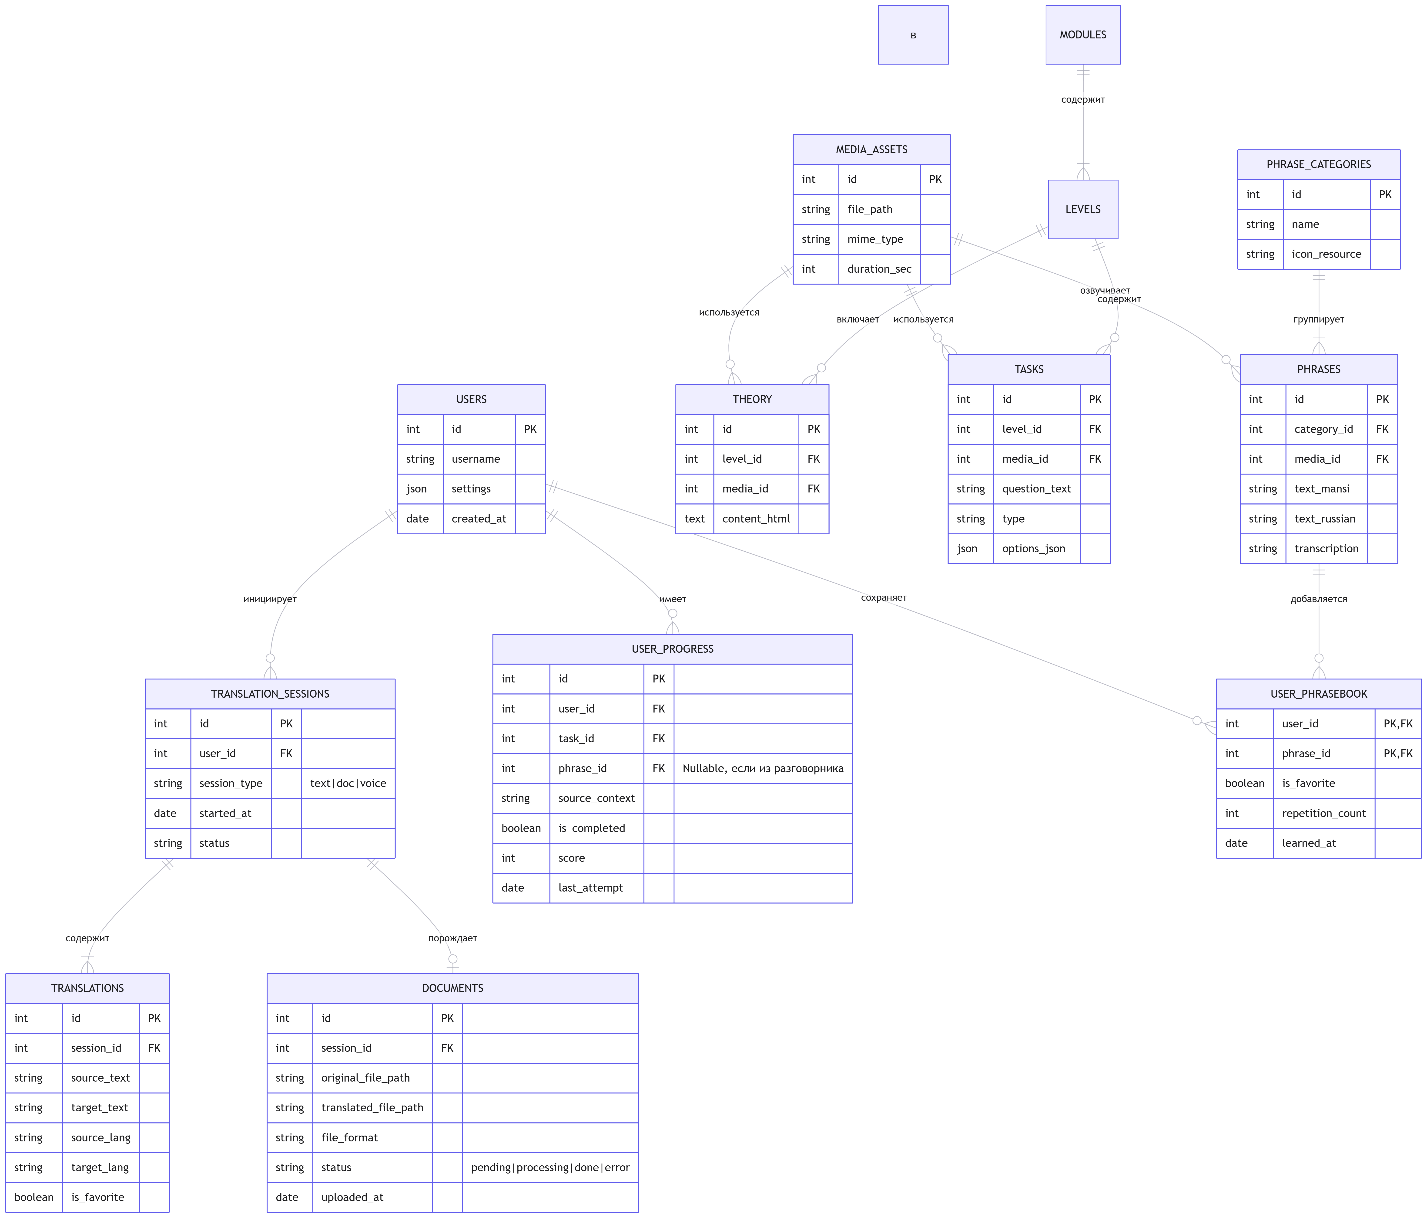 в
MODULES
содержит
MEDIA_ASSETS
int id PK
string file_path
string mime_type
int duration_sec
LEVELS
PHRASE_CATEGORIES
int id PK
string name
string icon_resource
используется
включает
используется
озвучивает
содержит
группирует
USERS
int id PK
string username
json settings
date created_at
THEORY
int id PK
int level_id FK
int media_id FK
text content_html
TASKS
int id PK
int level_id FK
int media_id FK
string question_text
string type
json options_json
PHRASES
int id PK
int category_id FK
int media_id FK
string text_mansi
string text_russian
string transcription
инициирует
имеет
сохраняет
добавляется
TRANSLATION_SESSIONS
int id PK
int user_id FK
string session_type text|doc|voice
date started_at
string status
USER_PROGRESS
int id PK
int user_id FK
int task_id FK
int phrase_id FK Nullable, если из разговорника
string source_context
boolean is_completed
int score
date last_attempt
USER_PHRASEBOOK
int user_id PK,FK
int phrase_id PK,FK
boolean is_favorite
int repetition_count
date learned_at
содержит
порождает
TRANSLATIONS
int id PK
int session_id FK
string source_text
string target_text
string source_lang
string target_lang
boolean is_favorite
DOCUMENTS
int id PK
int session_id FK
string original_file_path
string translated_file_path
string file_format
string status pending|processing|done|error
date uploaded_at